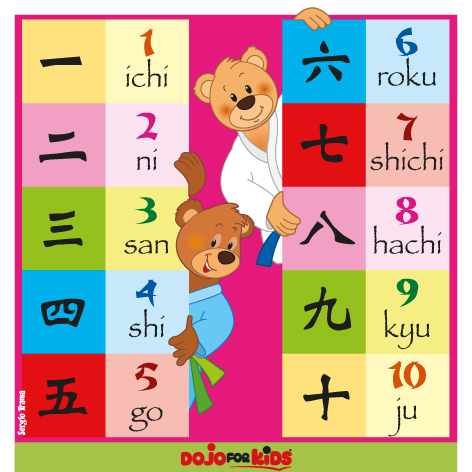 一
1
ichi
二
2
ni
三
3
san
四
4
shi
五
5
go
六
6
roku
七
7
shichi
八
8
hachi
九
9
kyu
十
10
ju
Sergio Trama
DOJO FOR KIDS